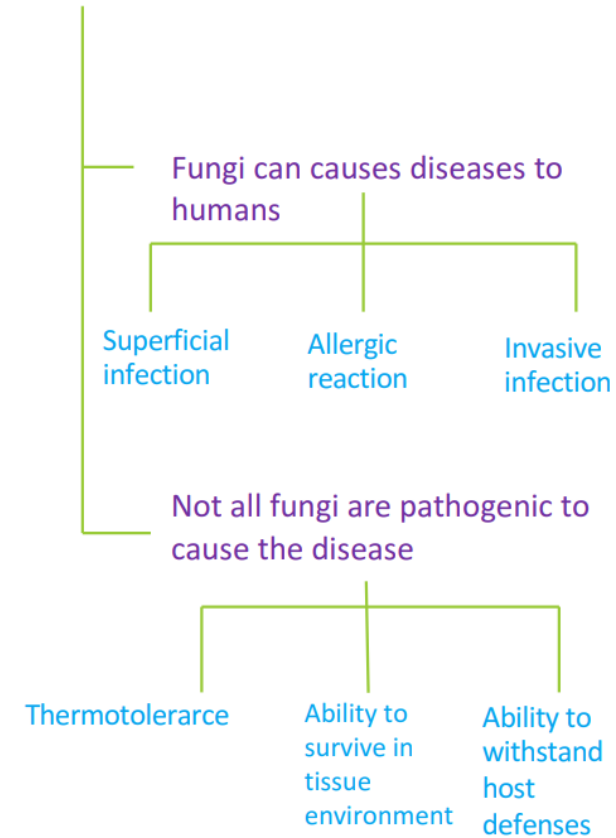 Fungi can causes diseases to
humans
Superficial
infection
Allergic
reaction
Invasive
infection
Not all fungi are pathogenic to
cause the disease
Thermotolerarce
Ability to
survive in
tissue
environment
Ability to
withstand
host
defenses